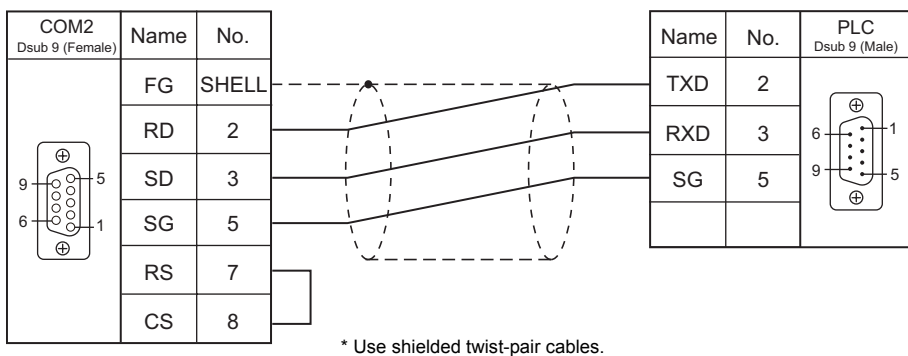 COM2
Dsub 9 (Female)
Name No.
FG SHELL
RD 2
SD 3
SG 5
RS 7
CS 8
9
5
6
1
Name No.
PLC
Dsub 9 (Male)
TXD 2
RXD 3
SG 5
6
1
9
5
* Use shielded twist-pair cables.